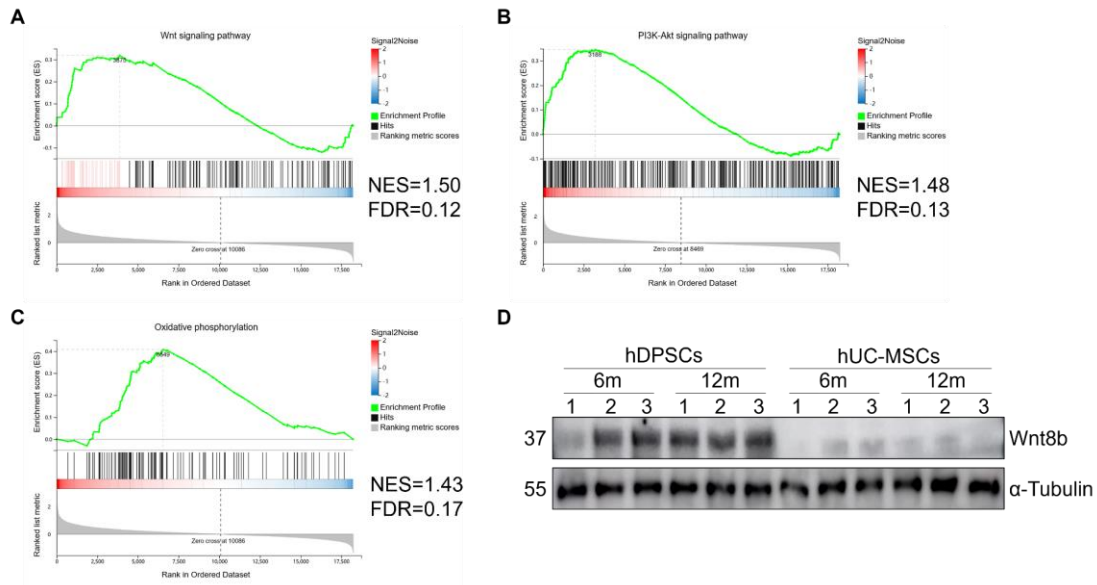 A
Wnt signaling pathway
Enrichment score (ES)
0.3
0.2
0.1
0
-0.1
3875
Signal2Noise
2
1
0
-1
-2
Enrichment Profile
Hits
Ranking metric scores
NES=1.50
FDR=0.12
Ranked list metric
2
0
Zero cross at 10086
0
2,500
5,000
7,500
10,000
12,500
15,000
17,500
Rank in Ordered Dataset
B
PI3K-Akt signaling pathway
Enrichment score (ES)
0.3
0.2
0.1
0
-0.1
Signal2Noise
2
1
0
-1
-2
Enrichment Profile
Hits
Ranking metric scores
NES=1.48
FDR=0.13
Ranked list metric
2
0
Zero cross at 8469
0
2,500
5,000
7,500
10,000
12,500
15,000
17,500
Rank in Ordered Dataset
C
Oxidative phosphorylation
Enrichment score (ES)
0.4
0.3
0.2
0.1
0
Signal2Noise
2
1
0
-1
-2
Enrichment Profile
Hits
Ranking metric scores
NES=1.43
FDR=0.17
Ranked list metric
2
0
Zero cross at 10086
0
2,500
5,000
7,500
10,000
12,500
15,000
17,500
Rank in Ordered Dataset
D
hDPSCs hUC-MSCs
6m 12m 6m 12m
1 2 3 1 2 3 1 2 3 1 2 3
37 Wnt8b
55 α-Tubulin